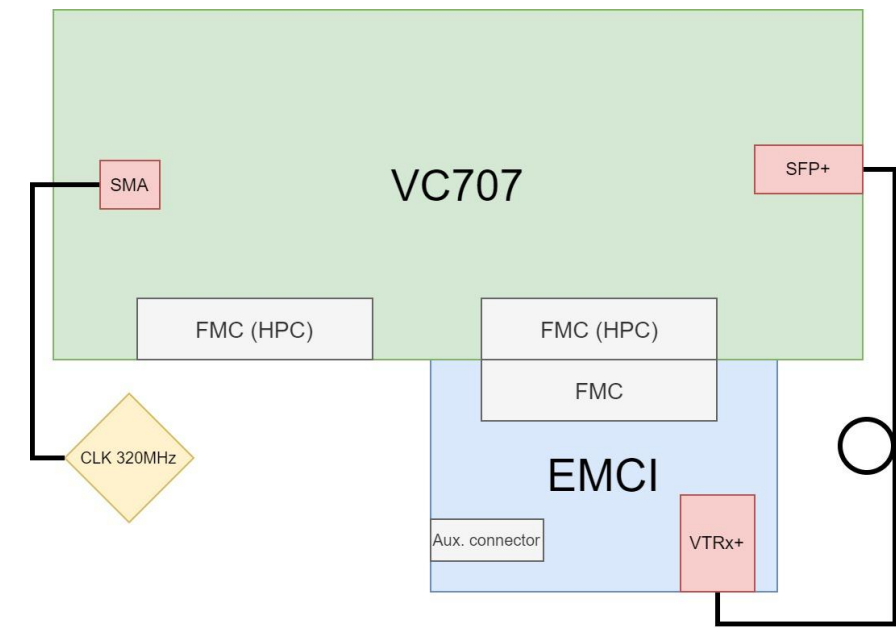 VC707
SMA
SFP+
FMC (HPC)
FMC (HPC)
FMC
CLK 320MHz
EMCI
Aux. connector
VTRx+